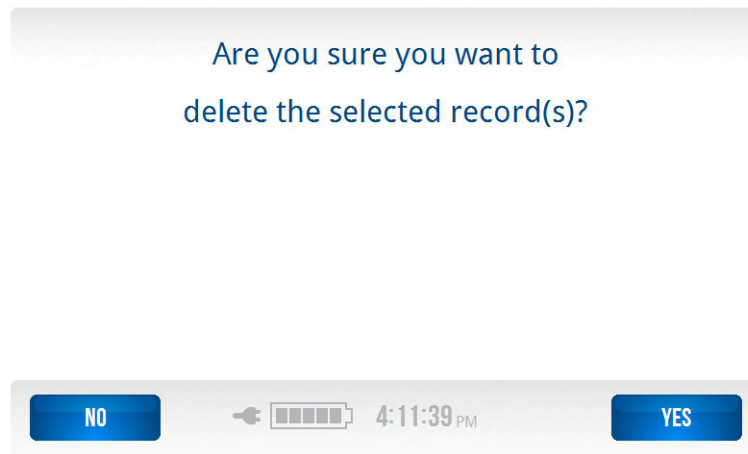 Are you sure you want to
delete the selected record(s)?
NO
4:11:39 PM
YES